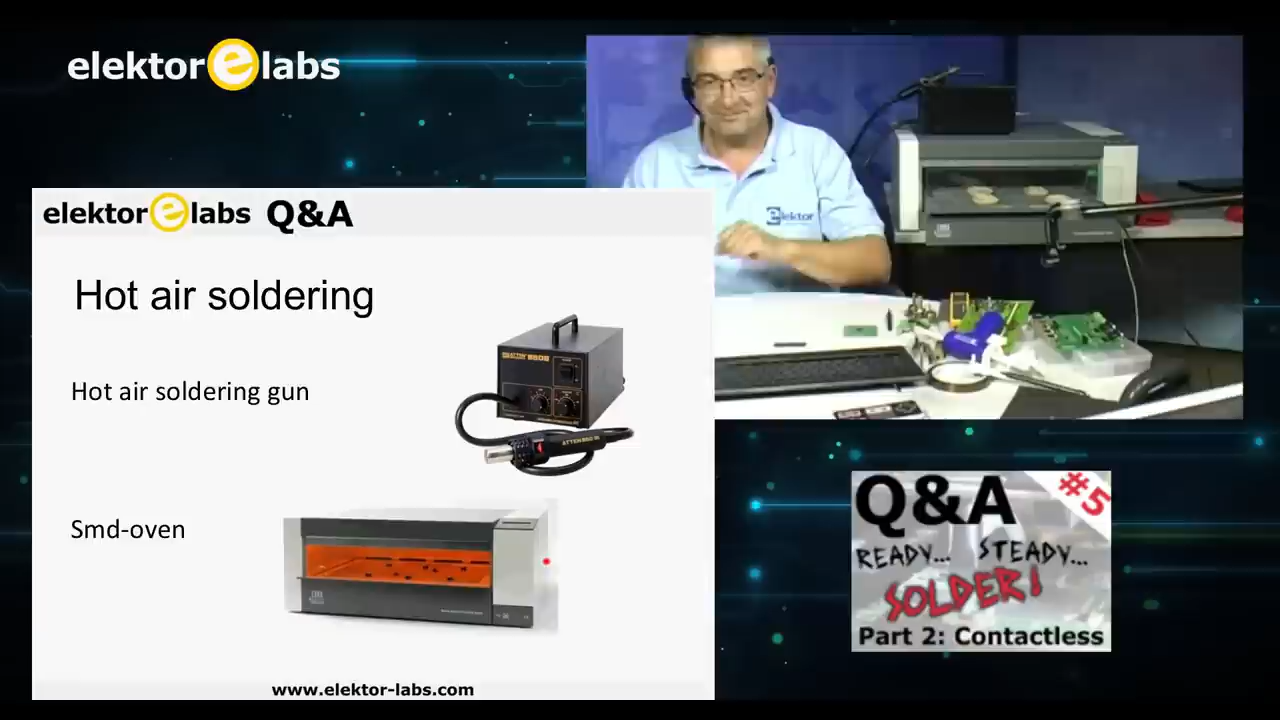 elektor e labs
elektor e labs Q&A
Hot air soldering
Hot air soldering gun
Smd-oven
www.elektor-labs.com
elektor
Q&A
#5
READY... STEADY...
SOLDER!
Part 2: Contactless